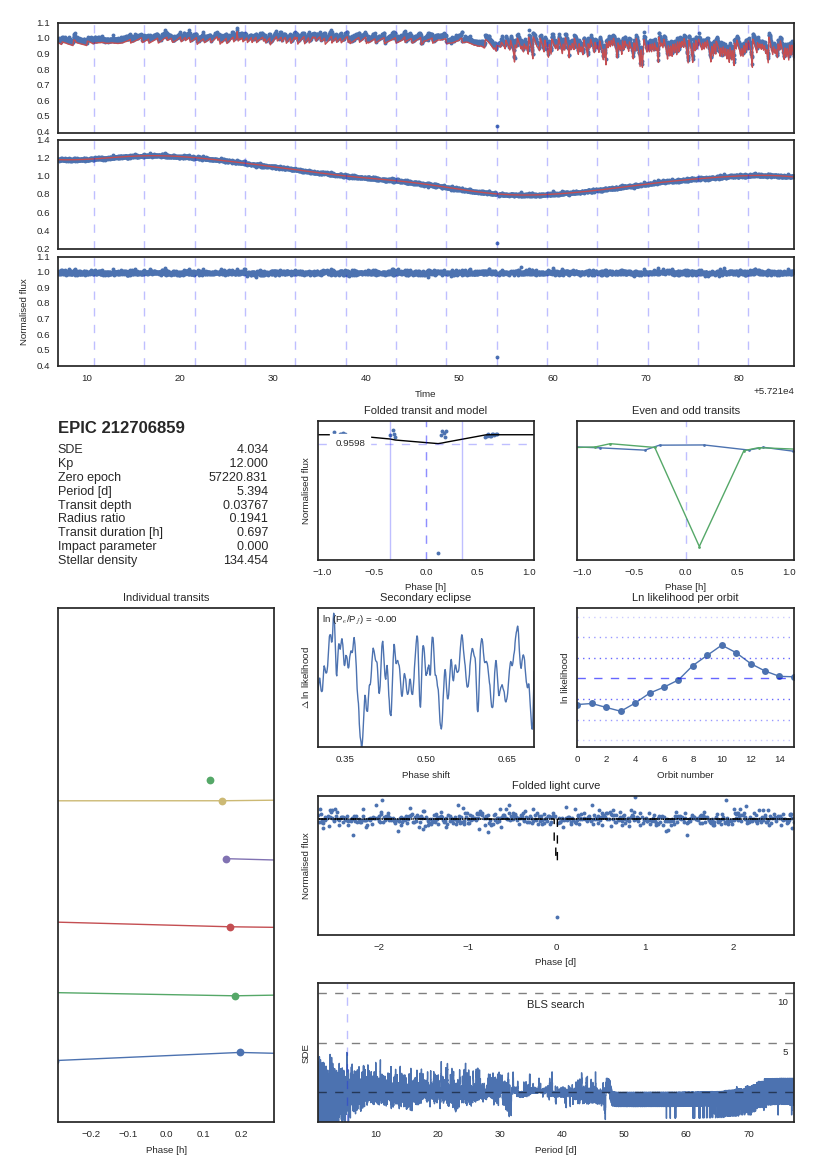 1.1
1.0
0.9
0.8
0.7
0.6
0.5
0.4
1.4
1.2
1.0
0.8
0.6
0.4
0.2
1.1
1.0
0.9
0.8
0.7
0.6
0.5
0.4
Normalised flux
10 20 30 40 50 60 70 80
Time
+5.721e4
EPIC 212706859
SDE 4.034
Kp 12.000
Zero epoch 57220.831
Period [d] 5.394
Transit depth 0.03767
Radius ratio 0.1941
Transit duration [h] 0.697
Impact parameter 0.000
Stellar density 134.454
Folded transit and model
0.9598
Normalised flux
−1.0 −0.5 0.0 0.5 1.0
Phase [h]
Even and odd transits
−1.0 −0.5 0.0 0.5 1.0
Phase [h]
Individual transits
−0.2 −0.1 0.0 0.1 0.2
Phase [h]
Secondary eclipse
ln (Pₑ/P𝒻) = -0.00
Δ ln likelihood
0.35 0.50 0.65
Phase shift
Ln likelihood per orbit
ln likelihood
0 2 4 6 8 10 12 14
Orbit number
Folded light curve
Normalised flux
−2 −1 0 1 2
Phase [d]
BLS search
10
5
SDE
10 20 30 40 50 60 70
Period [d]